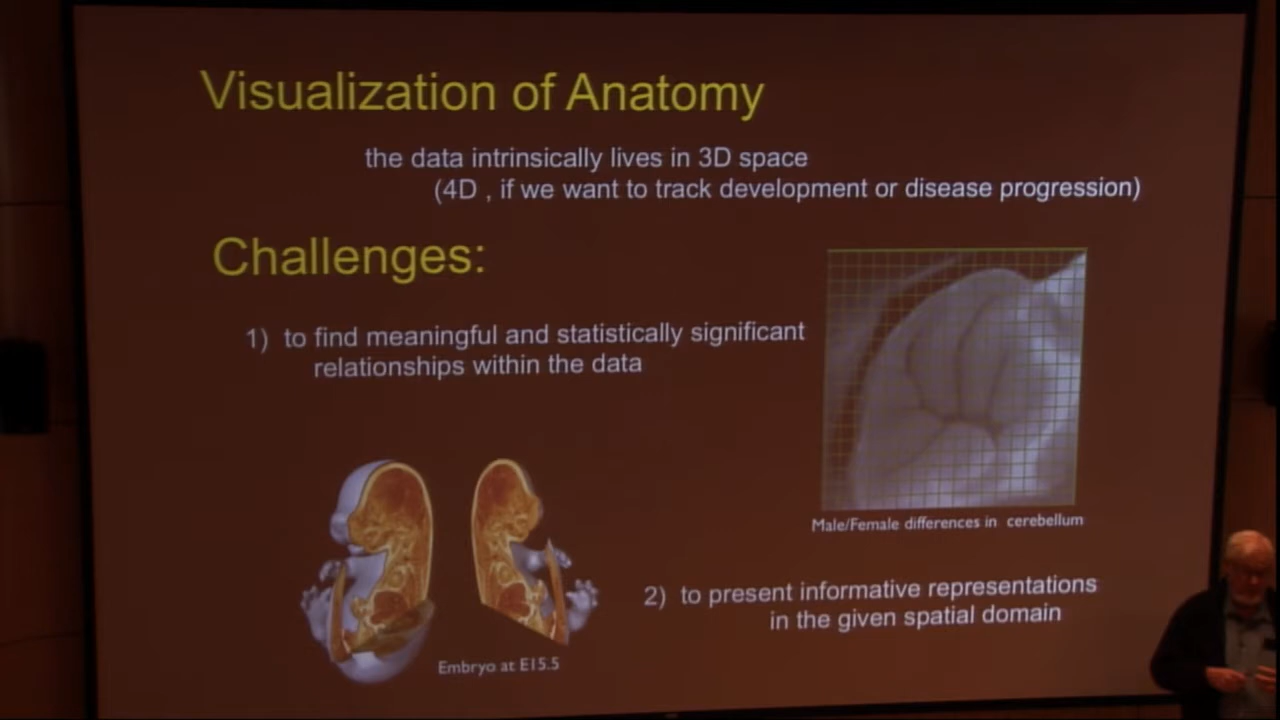 Visualization of Anatomy
the data intrinsically lives in 3D space
(4D , if we want to track development or disease progression)
Challenges:
1) to find meaningful and statistically significant
relationships within the data
Male/Female differences in cerebellum
2) to present informative representations
in the given spatial domain
Embryo at E15.5